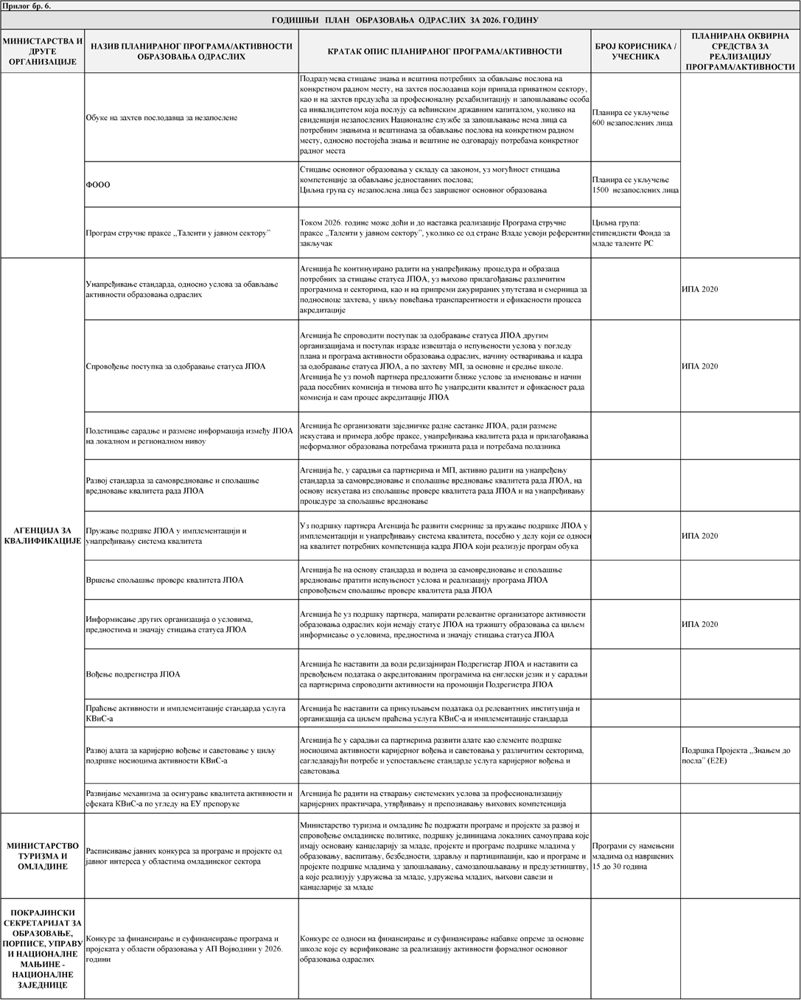 Прилог бр. 6.
ГОДИШЊИ ПЛАН ОБРАЗОВАЊА ОДРАСЛИХ ЗА 2026. ГОДИНУ
МИНИСТАРСТВА И
ДРУГЕ
ОРГАНИЗАЦИЈЕ
НАЗИВ ПЛАНИРАНОГ ПРОГРАМА/АКТИВНОСТИ
ОБРАЗОВАЊА ОДРАСЛИХ
КРАТАК ОПИС ПЛАНИРАНОГ ПРОГРАМА/АКТИВНОСТИ
БРОЈ КОРИСНИКА /
УЧЕСНИКА
ПЛАНИРАНА ОКВИРНА
СРЕДСТВА ЗА
РЕАЛИЗАЦИЈУ
ПРОГРАМА/АКТИВНОСТИ
Обуке на захтев послодавца за незапослене
Подразумева стицање знања и вештина потребних за обављање послова на
конкретном радном месту, на захтев послодавца који припада приватном сектору,
као и на захтев предузећа за професионалну рехабилитацију и запошљавање особа
са инвалидитетом која послују са већинским државним капиталом, уколико на
евиденцији незапослених Националне службе за запошљавање нема лица са
потребним знањима и вештинама за обављање послова на конкретном радном
месту, односно постојећа знања и вештине не одговарају потребама конкретног
радног места
Планира се укључење
600 незапослених лица
ФООО
Стицање основног образовања у складу са законом, уз могућност стицања
компетенције за обављање једноставних послова;
Циљна група су незапослена лица без завршеног основног образовања
Планира се укључење
1500 незапослених лица
Програм стручне праксе „Таленти у јавном сектору”
Током 2026. године може доћи и до наставка реализације Програма стручне
праксе „Таленти у јавном сектору”, уколико се од стране Владе усвоји референтни
закључак
Циљна група:
стипендисти Фонда за
младе таленте РС
АГЕНЦИЈА ЗА
КВАЛИФИКАЦИЈЕ
Унапређивање стандарда, односно услова за обављање
активности образовања одраслих
Агенција ће континуирано радити на унапређивању процедура и образаца
потребних за стицање статуса ЈПОА, уз њихово прилагођавање различитим
програмима и секторима, као и на припреми ажурираних упутстава и смерница за
подносиоце захтева, у циљу повећања транспарентности и ефикасности процеса
акредитације
ИПА 2020
Спровођење поступка за одобравање статуса ЈПОА
Агенција ће спроводити поступак за одобравање статуса ЈПОА другим
организацијама и поступак израде извештаја о испуњености услова у погледу
плана и програма активности образовања одраслих, начину остваривања и кадра
за одобравање статуса ЈПОА, а по захтеву МП, за основне и средње школе.
Агенција ће уз помоћ партнера предложити ближе услове за именовање и начин
рада посебних комисија и тимова што ће унапредити квалитет и ефикасност рада
комисија и сам процес акредитације ЈПОА
ИПА 2020
Подстицање сарадње и размене информација између ЈПОА
на локалном и регионалном нивоу
Агенција ће организовати заједничке радне састанке ЈПОА, ради размене
искустава и примера добре праксе, унапређивања квалитета рада и прилагођавања
неформалног образовања потребама тржишта рада и потребама полазника
Развој стандарда за самовредновање и спољашње
вредновање квалитета рада ЈПОА
Агенција ће, у сарадњи са партнерима и МП, активно радити на унапређењу
стандарда за самовредновање и спољашње вредновање квалитета рада ЈПОА, на
основу искустава из спољашње провере квалитета рада ЈПОА и на унапређивању
процедуре за спољашње вредновање
Пружање подршке ЈПОА у имплементацији и
унапређивању система квалитета
Уз подршку партнера Агенција ће развити смернице за пружање подршке ЈПОА у
имплементацији и унапређивању система квалитета, посебно у делу који се односи
на квалитет потребних компетенција кадра ЈПОА који реализује програм обука
ИПА 2020
Вршење спољашње провере квалитета ЈПОА
Агенција ће на основу стандарда и водича за самовредновање и спољашње
вредновање пратити испуњеност услова и реализацију програма ЈПОА
спровођењем спољашње провере квалитета рада ЈПОА
Информисање других организација о условима,
предностима и значају стицања статуса ЈПОА
Агенција ће уз подршку партнера, мапирати релевантне организаторе активности
образовања одраслих који немају статус ЈПОА на тржишту образовања са циљем
информисање о условима, предностима и значају стицања статуса ЈПОА
ИПА 2020
Вођење подрегистра ЈПОА
Агенција ће наставити да води редизајниран Подрегистар ЈПОА и наставити са
превођењем података о акредитованим програмима на енглески језик и у сарадњи
са партнерима спроводити активности на промоцији Подрегистра ЈПОА
Праћење активности и имплементације стандарда услуга
КВиС-а
Агенција ће наставити са прикупљањем података од релевантних институција и
организација са циљем праћења услуга КВиС-а и имплементације стандарда
Развој алата за каријерно вођење и саветовање у циљу
подршке носиоцима активности КВиС-а
Агенција ће у сарадњи са партнерима развити алате као елементе подршке
носиоцима активности каријерног вођења и саветовања у различитим секторима,
сагледавајући потребе и успостављене стандарде услуга каријерног вођења и
саветовања
Подршка Пројекта „Знањем до
посла” (Е2Е)
Развијање механизма за осигурање квалитета активности и
ефеката КВиС-а по угледу на ЕУ препоруке
Агенција ће радити на стварању системских услова за професионализацију
каријерних практичара, утврђивању и препознавању њихових компетенција
МИНИСТАРСТВО
ТУРИЗМА И
ОМЛАДИНЕ
Расписивање јавних конкурса за програме и пројекте од
јавног интереса у областима омладинског сектора
Министарство туризма и омладине ће подржати програме и пројекте за развој и
спровођење омладинске политике, подршку јединицама локалних самоуправа које
имају основану канцеларију за младе, пројекте и програме подршке младима у
образовању, васпитању, безбедности, здрављу и партиципацији, као и програме и
пројекте подршке младима у запошљавању, самозапошљавању и предузетништву,
а које реализују удружења за младе, удружења младих, њихови савези и
канцеларије за младе
Програми су намењени
младима од навршених
15 до 30 година
ПОКРАЈИНСКИ
СЕКРЕТАРИЈАТ ЗА
ОБРАЗОВАЊЕ,
ПОРПИСЕ, УПРАВУ
И НАЦИОНАЛНЕ
МАЊИНЕ -
НАЦИОНАЛНЕ
ЗАЈЕДНИЦЕ
Конкурс за финансирање и суфинансирање програма и
пројеката у области образовања у АП Војводини у 2026.
години
Конкурс се односи на финансирање и суфинансирање набавке опреме за основне
школе које су верификоване за реализацију активности формалног основног
образовања одраслих